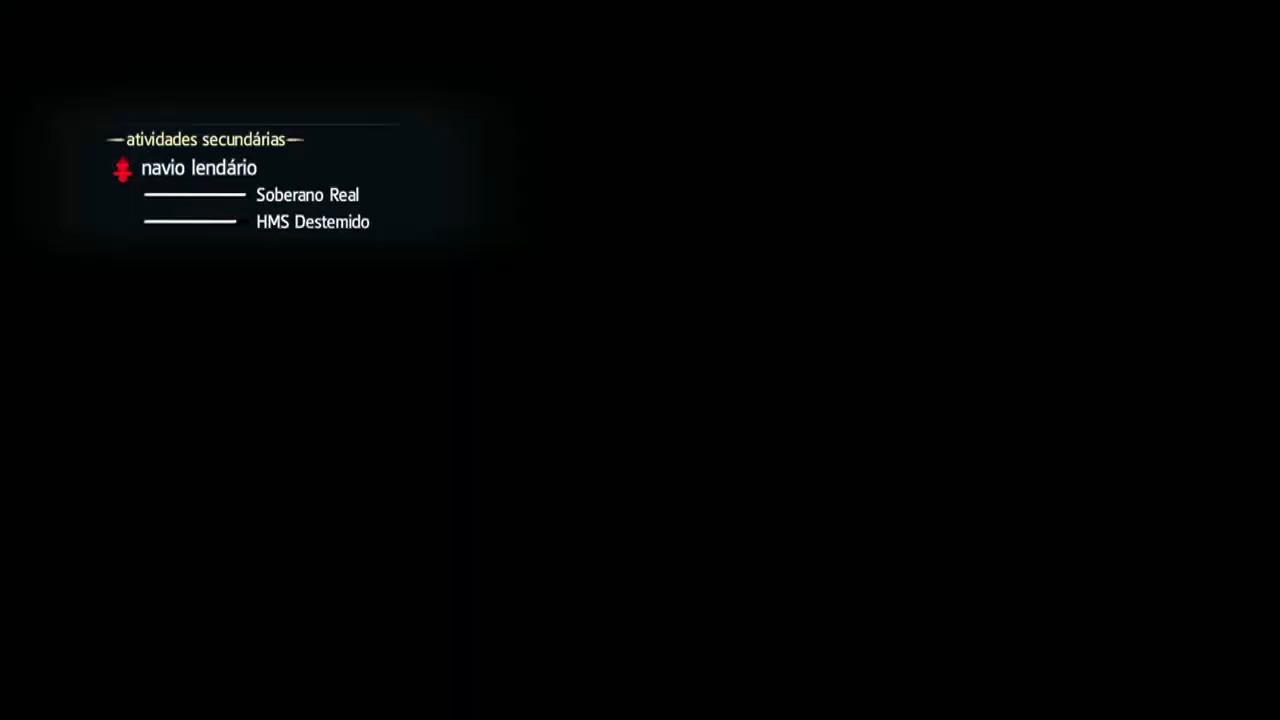 atividades secundárias
navio lendário
Soberano Real
HMS Destemido